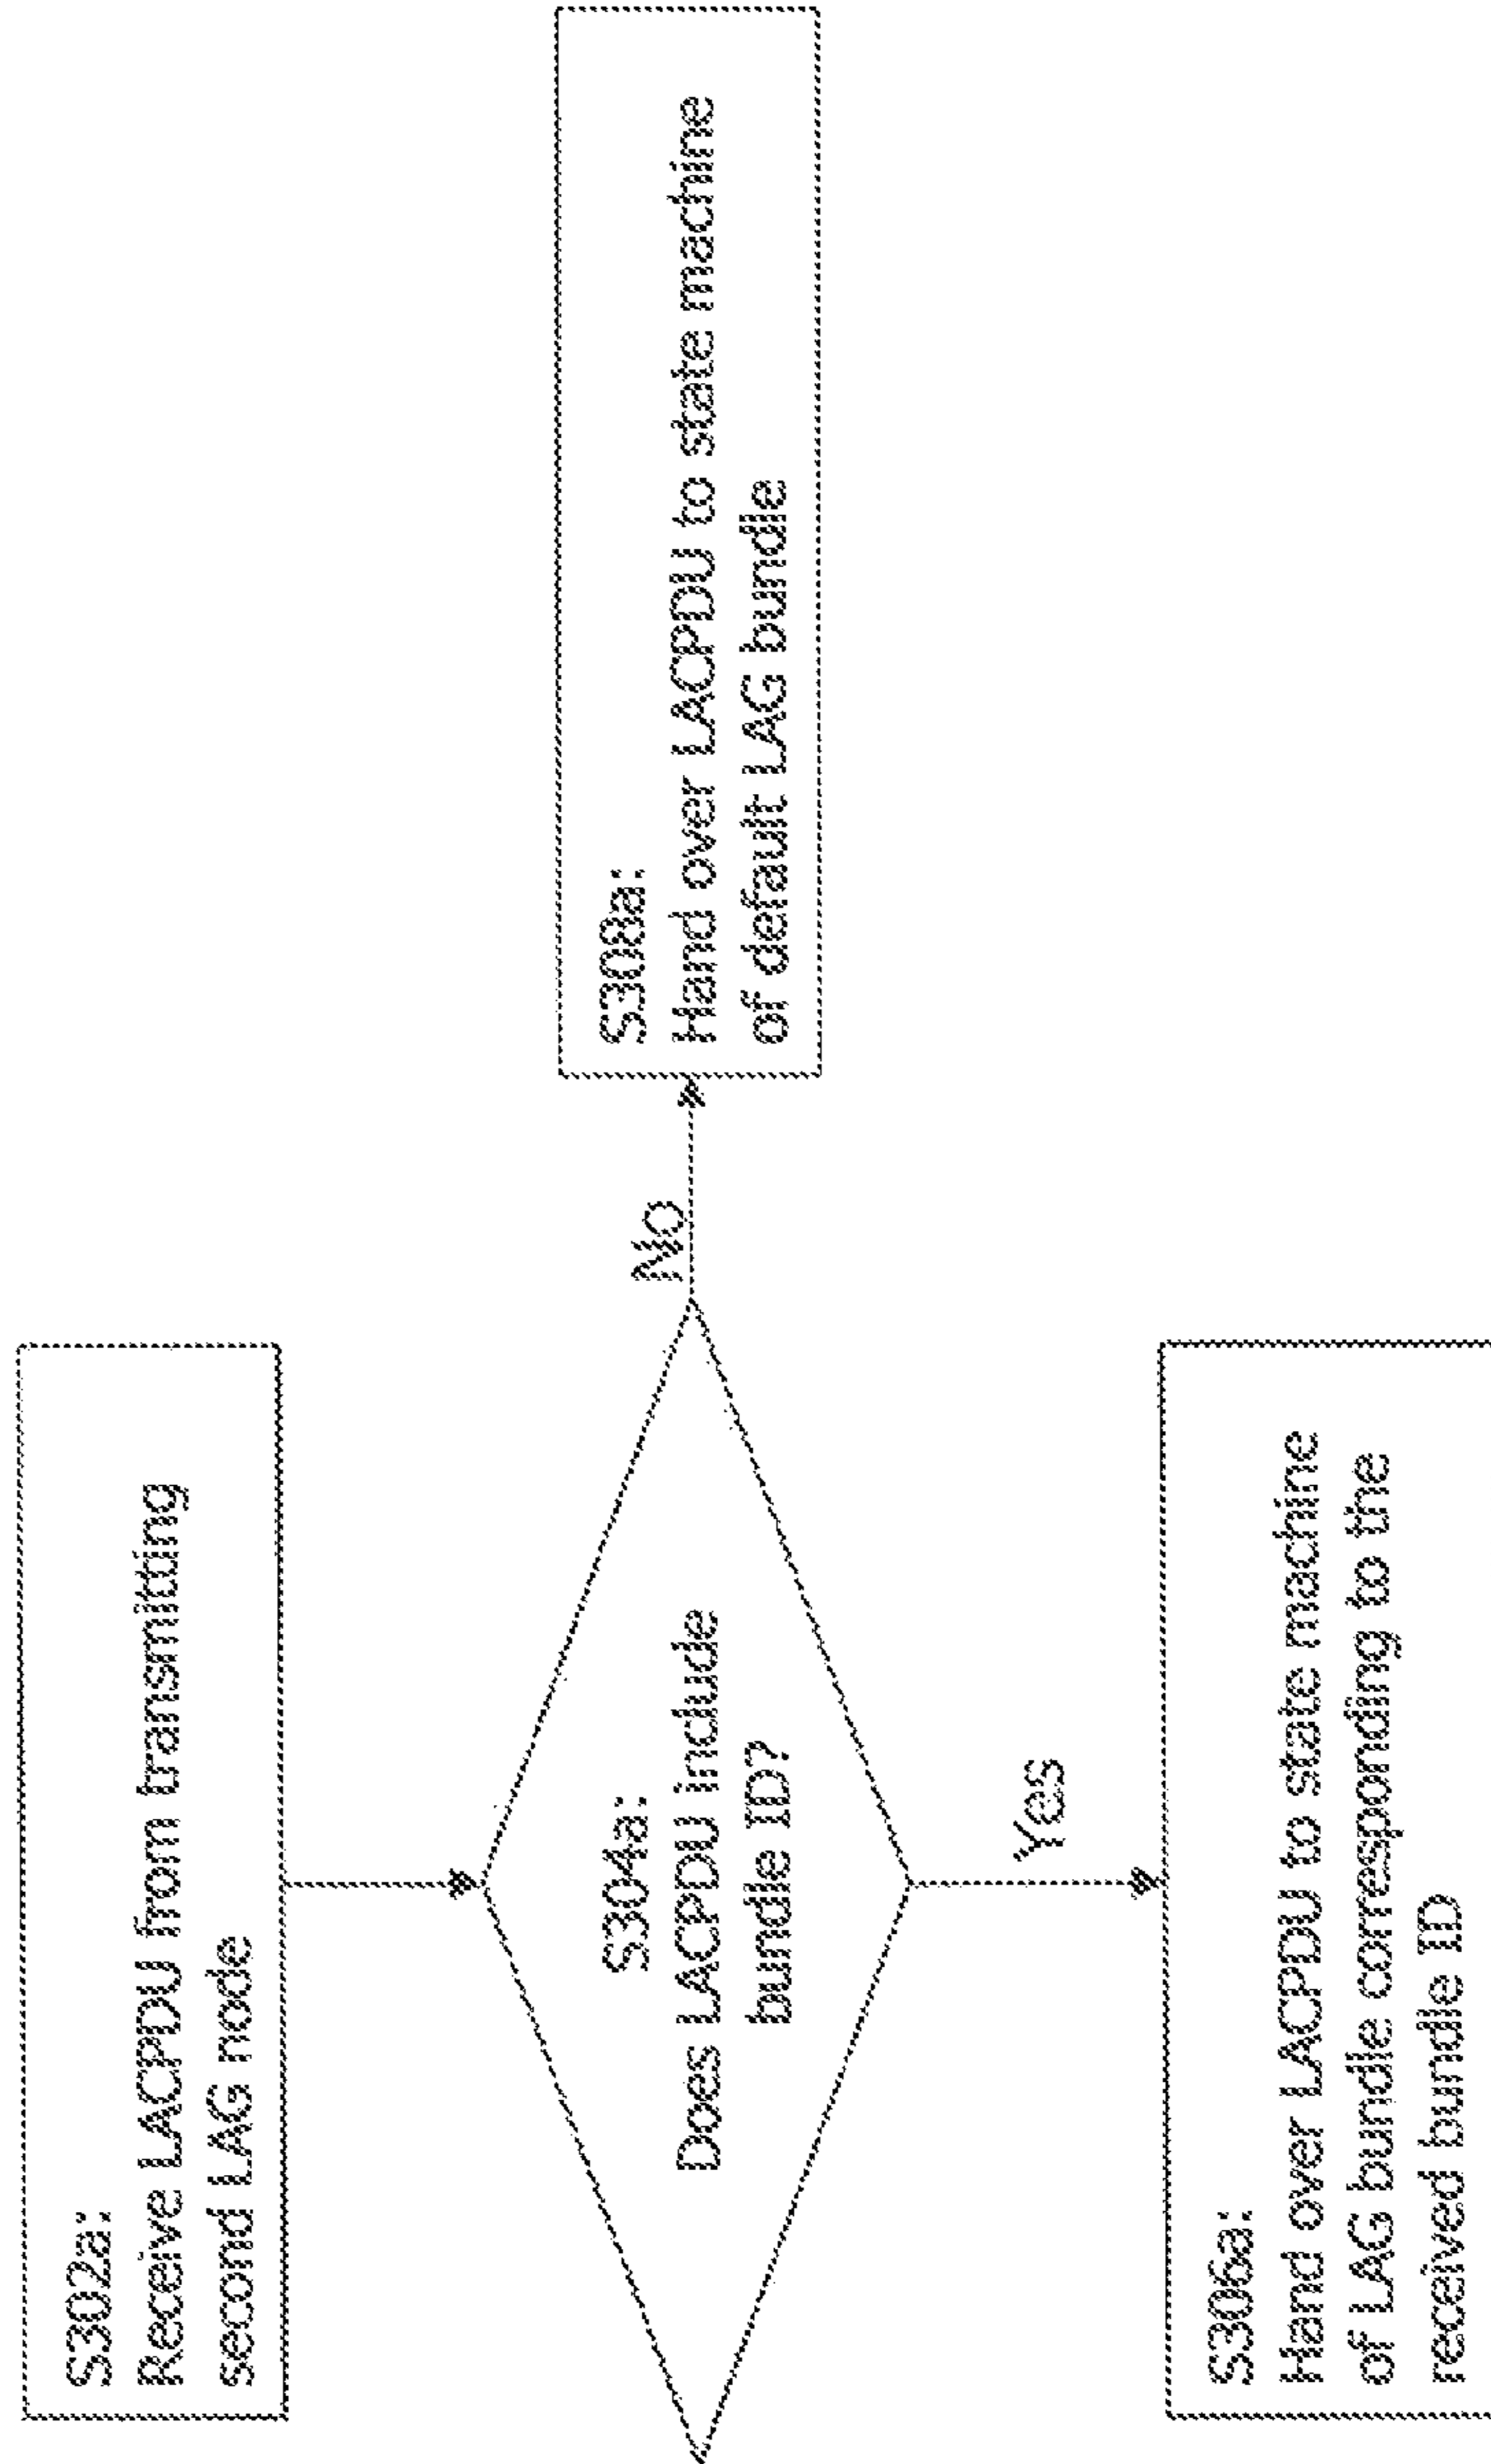 S302a:
Receive LACPDU from transmitting
second LAG node
S304a:
Does LACPDU include
bundle ID?
No
S308a:
Hand over LACPDU to state machine
of default LAG bundle
Yes
S306a:
Hand over LACPDU to state machine
of LAG bundle corresponding to the
received bundle ID